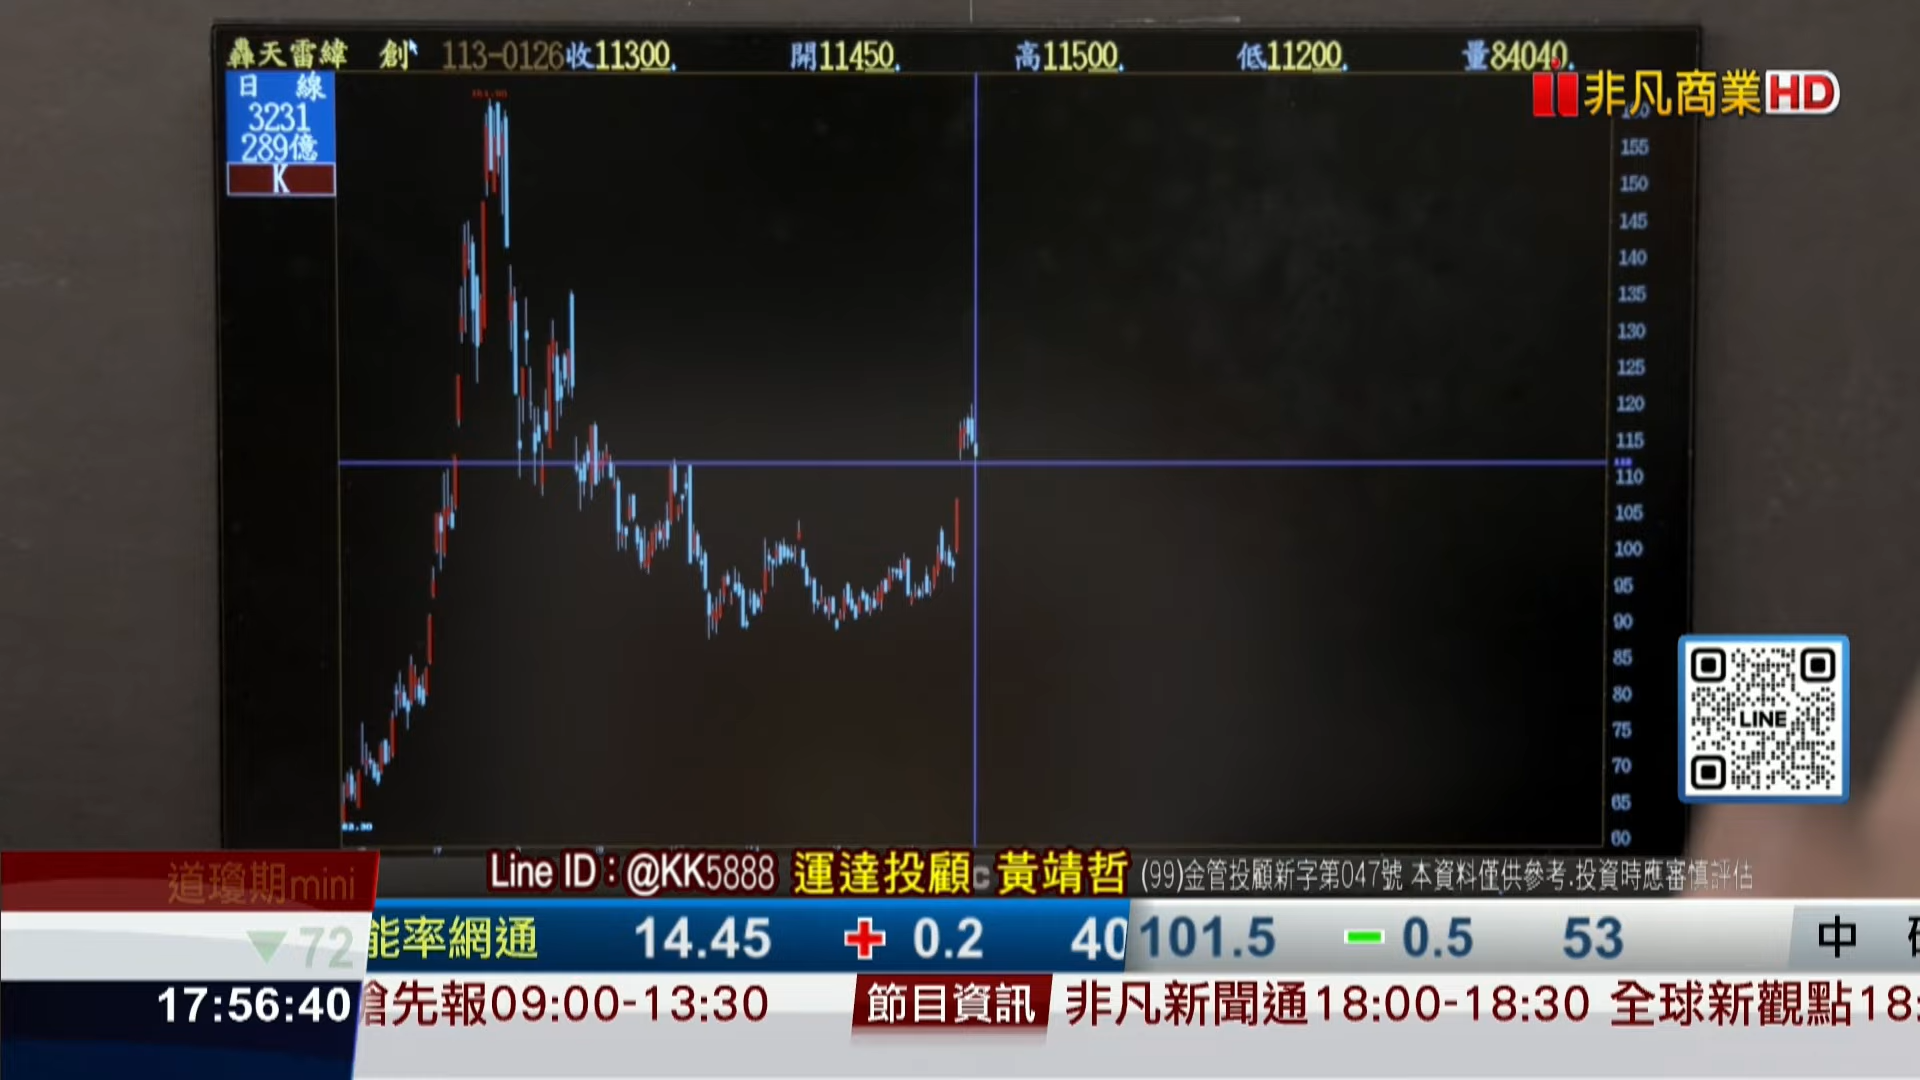 轟天雷緯 創 113-0126收11300. 開11450. 高11500. 低11200. 量84040.
日 線
3231
289億
K
非凡商業HD
155
150
145
140
135
130
125
120
115
110
105
100
95
90
85
80
75
70
65
60
LINE
Line ID：@KK5888 運達投顧 黃靖哲 (99)金管投顧新字第047號 本資料僅供參考.投資時應審慎評估
道瓊期mini
▼72
能率網通 14.45 + 0.2 40 101.5 - 0.5 53 中
17:56:40
先報09:00-13:30 節目資訊 非凡新聞通18:00-18:30 全球新觀點18: